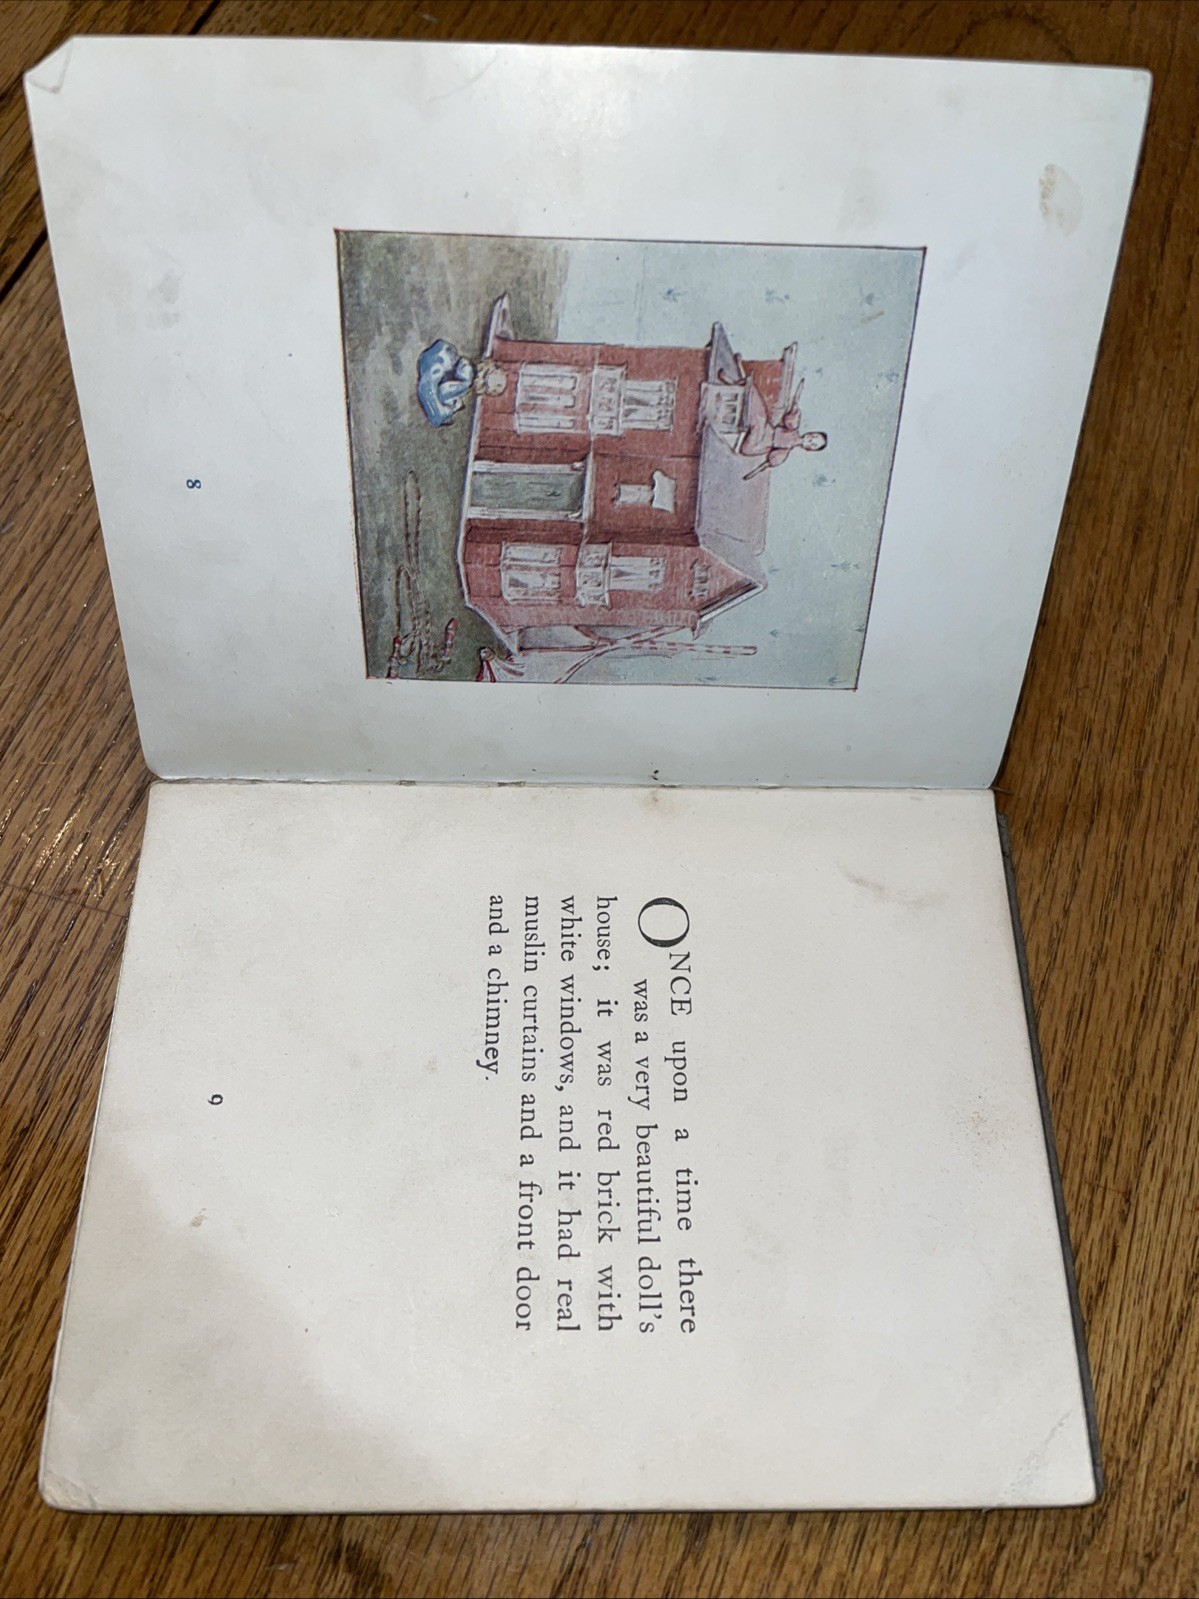 8
ONCE upon a time there
was a very beautiful doll's
house; it was red brick with
white windows, and it had real
muslin curtains and a front door
and a chimney.
9